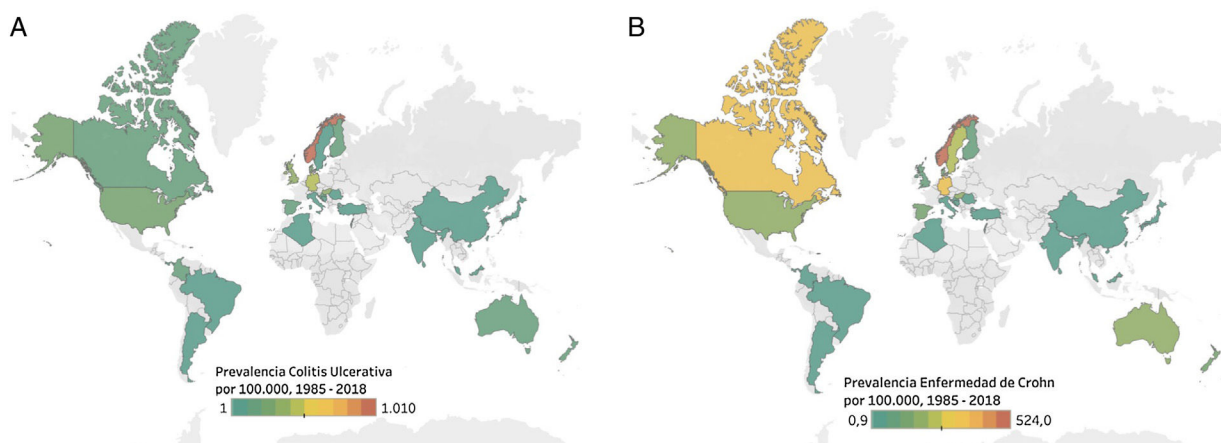 A
Prevalencia Colitis Ulcerativa
por 100.000, 1985 - 2018
1 1.010
B
Prevalencia Enfermedad de Crohn
por 100.000, 1985 - 2018
0,9 524,0